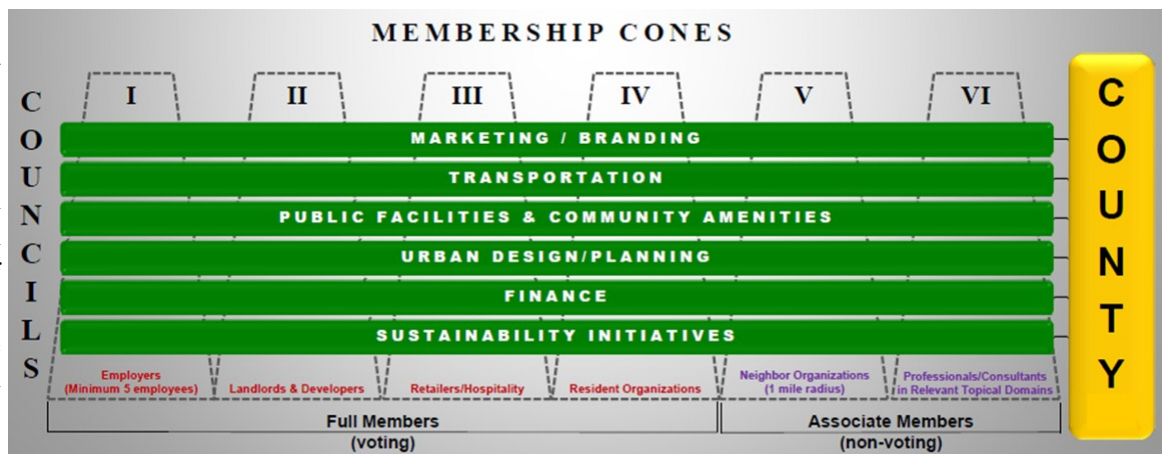 MEMBERSHIP CONES
COUNCILS
I
II
III
IV
V
VI
MARKETING / BRANDING
TRANSPORTATION
PUBLIC FACILITIES & COMMUNITY AMENITIES
URBAN DESIGN/PLANNING
FINANCE
SUSTAINABILITY INITIATIVES
Employers
(Minimum 5 employees)
Landlords & Developers
Retailers/Hospitality
Resident Organizations
Neighbor Organizations
(1 mile radius)
Professionals/Consultants
in Relevant Topical Domains
Full Members
(voting)
Associate Members
(non-voting)
COUNTY